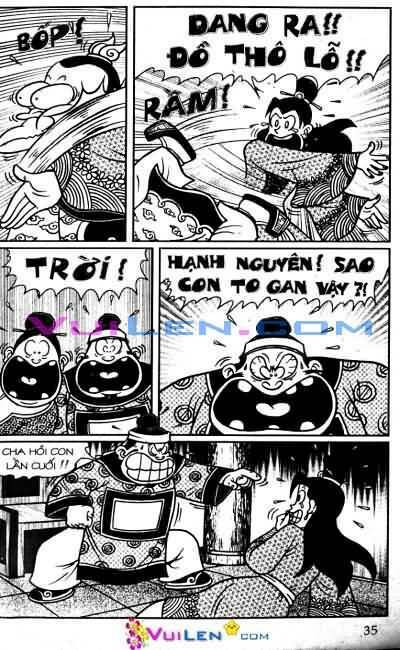 BỐP!
DANG RA!!
ĐỒ THÔ LỖ!!
RẦM!
TRỜI!
HẠNH NGUYÊN! SAO
CON TO GAN VẬY?!
VuiLen.com
CHA HỎI CON
LẦN CUỐI!!
35
VuiLen.com